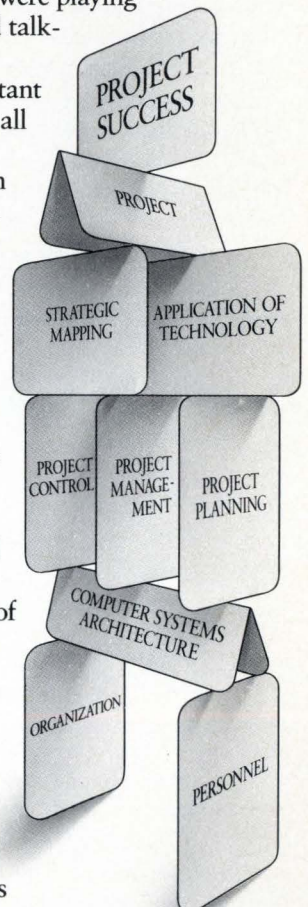 were playing
talk-
tant
all
PROJECT
SUCCESS
PROJECT
STRATEGIC
MAPPING
APPLICATION OF
TECHNOLOGY
PROJECT
CONTROL
PROJECT
MANAGE-
MENT
PROJECT
PLANNING
of
COMPUTER SYSTEMS
ARCHITECTURE
ORGANIZATION
PERSONNEL